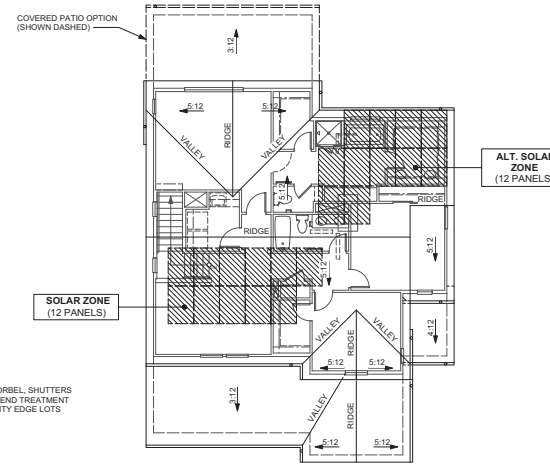 COVERED PATIO OPTION
(SHOWN DASHED)
3:12
5:12
5:12
VALLEY
RIDGE
VALLEY
5:12
ALT. SOLAR
ZONE
(12 PANELS)
RIDGE
RIDGE
5:12
5:12
SOLAR ZONE
(12 PANELS)
VALLEY
RIDGE
VALLEY
4:12
5:12
5:12
ORBEL, SHUTTERS
END TREATMENT
ITY EDGE LOTS
3:12
VALLEY
RIDGE
5:12
5:12